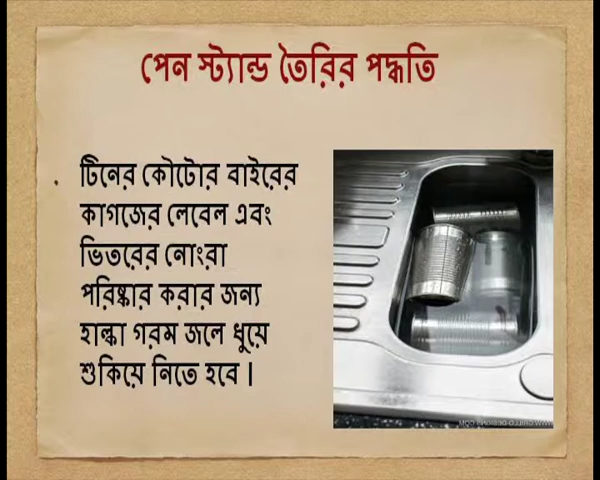 পেন স্ট্যান্ড তৈরির পদ্ধতি
. টিনের কৌটোর বাইরের
কাগজের লেবেল এবং
ভিতরের নোংরা
পরিষ্কার করার জন্য
হাল্কা গরম জলে ধুয়ে
শুকিয়ে নিতে হবে ।